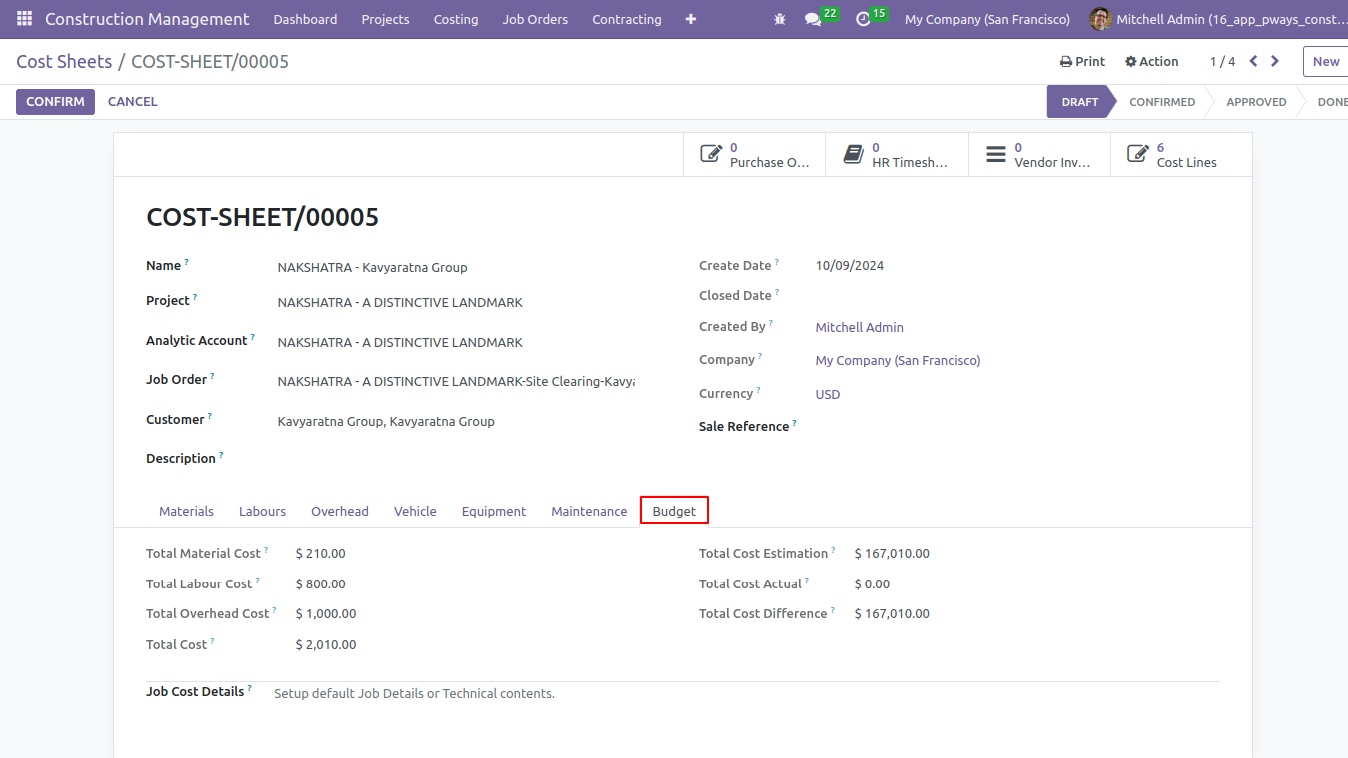 Construction Management Dashboard Projects Costing Job Orders Contracting 22 15 My Company (San Francisco) Mitchell Admin (16_app_pways_const...
Cost Sheets / COST-SHEET/00005 Print Action 1 / 4 New
CONFIRM CANCEL DRAFT CONFIRMED APPROVED DONE
0 0 0 6
Purchase O... HR Timesh... Vendor Inv... Cost Lines
COST-SHEET/00005
Name ? NAKSHATRA - Kavyaratna Group
Project ? NAKSHATRA - A DISTINCTIVE LANDMARK
Analytic Account ? NAKSHATRA - A DISTINCTIVE LANDMARK
Job Order ? NAKSHATRA - A DISTINCTIVE LANDMARK-Site Clearing-Kavya
Customer ? Kavyaratna Group, Kavyaratna Group
Description ?
Create Date ? 10/09/2024
Closed Date ?
Created By ? Mitchell Admin
Company ? My Company (San Francisco)
Currency ? USD
Sale Reference ?
Materials Labours Overhead Vehicle Equipment Maintenance Budget
Total Material Cost ? $ 210.00
Total Labour Cost ? $ 800.00
Total Overhead Cost ? $ 1,000.00
Total Cost ? $ 2,010.00
Total Cost Estimation ? $ 167,010.00
Total Cost Actual ? $ 0.00
Total Cost Difference ? $ 167,010.00
Job Cost Details ? Setup default Job Details or Technical contents.